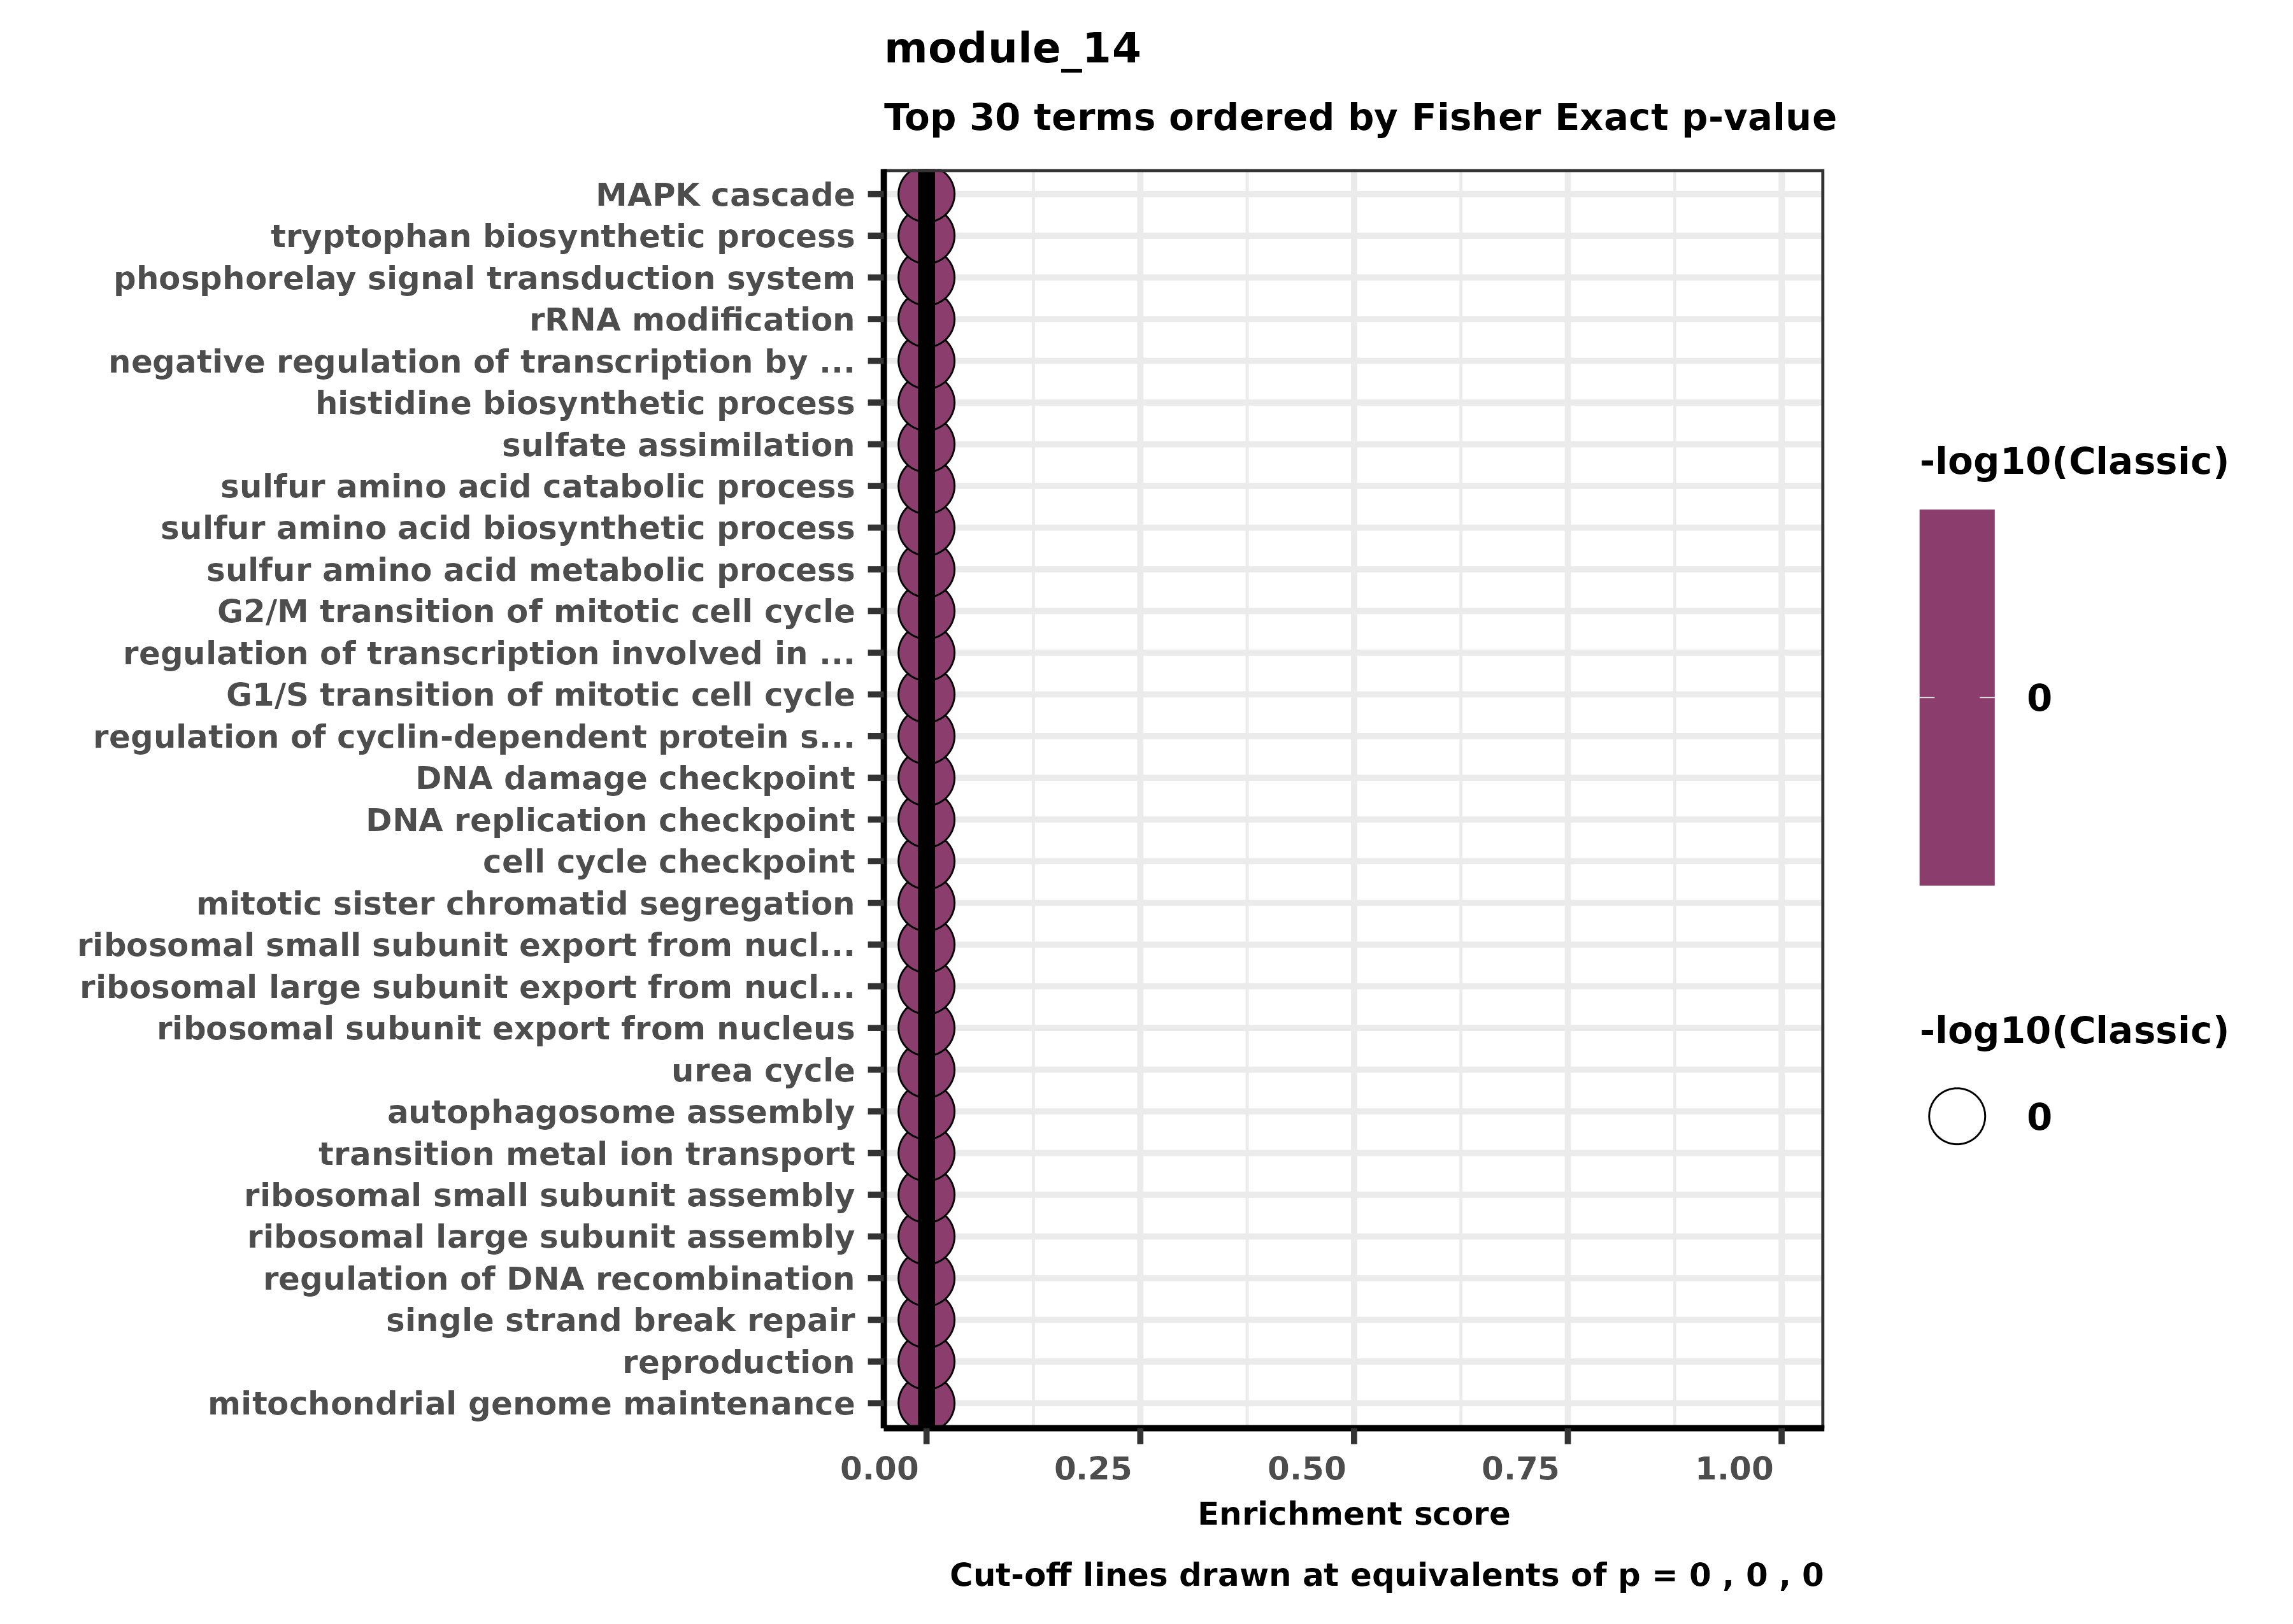 module_14
Top 30 terms ordered by Fisher Exact p-value
MAPK cascade
tryptophan biosynthetic process
phosphorelay signal transduction system
rRNA modification
negative regulation of transcription by ...
histidine biosynthetic process
sulfate assimilation
sulfur amino acid catabolic process
sulfur amino acid biosynthetic process
sulfur amino acid metabolic process
G2/M transition of mitotic cell cycle
regulation of transcription involved in ...
G1/S transition of mitotic cell cycle
regulation of cyclin-dependent protein s...
DNA damage checkpoint
DNA replication checkpoint
cell cycle checkpoint
mitotic sister chromatid segregation
ribosomal small subunit export from nucl...
ribosomal large subunit export from nucl...
ribosomal subunit export from nucleus
urea cycle
autophagosome assembly
transition metal ion transport
ribosomal small subunit assembly
ribosomal large subunit assembly
regulation of DNA recombination
single strand break repair
reproduction
mitochondrial genome maintenance
0.00 0.25 0.50 0.75 1.00
Enrichment score
Cut-off lines drawn at equivalents of p = 0 , 0 , 0
-log10(Classic)
0
-log10(Classic)
0